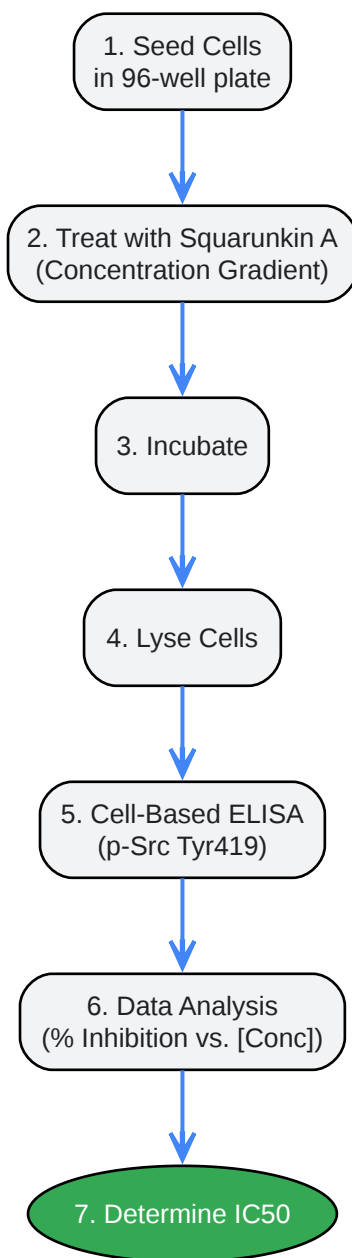 1. Seed Cells
in 96-well plate
2. Treat with Squarunkin A
(Concentration Gradient)
3. Incubate
4. Lyse Cells
5. Cell-Based ELISA
(p-Src Tyr419)
6. Data Analysis
(% Inhibition vs. [Conc])
7. Determine IC50